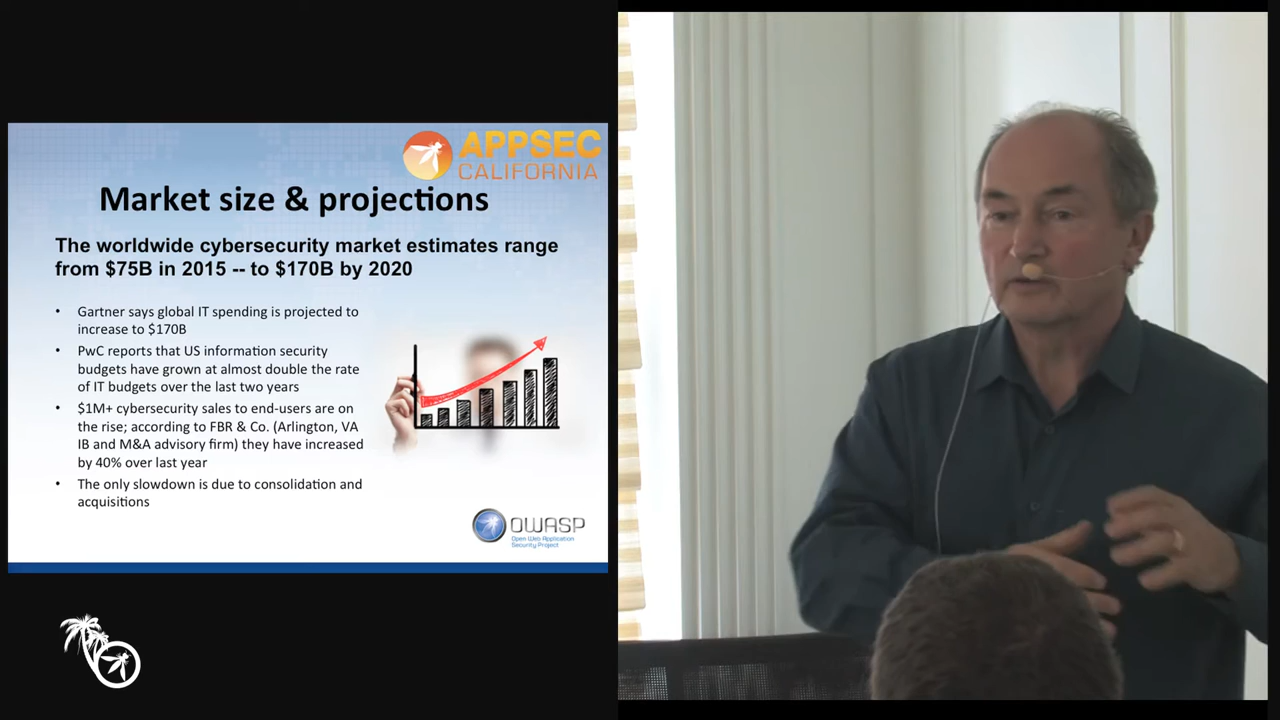 APPSEC
CALIFORNIA
Market size & projections
The worldwide cybersecurity market estimates range
from $75B in 2015 -- to $170B by 2020
• Gartner says global IT spending is projected to
increase to $170B
• PwC reports that US information security
budgets have grown at almost double the rate
of IT budgets over the last two years
• $1M+ cybersecurity sales to end-users are on
the rise; according to FBR & Co. (Arlington, VA
IB and M&A advisory firm) they have increased
by 40% over last year
• The only slowdown is due to consolidation and
acquisitions
OWASP
Open Web Application
Security Project